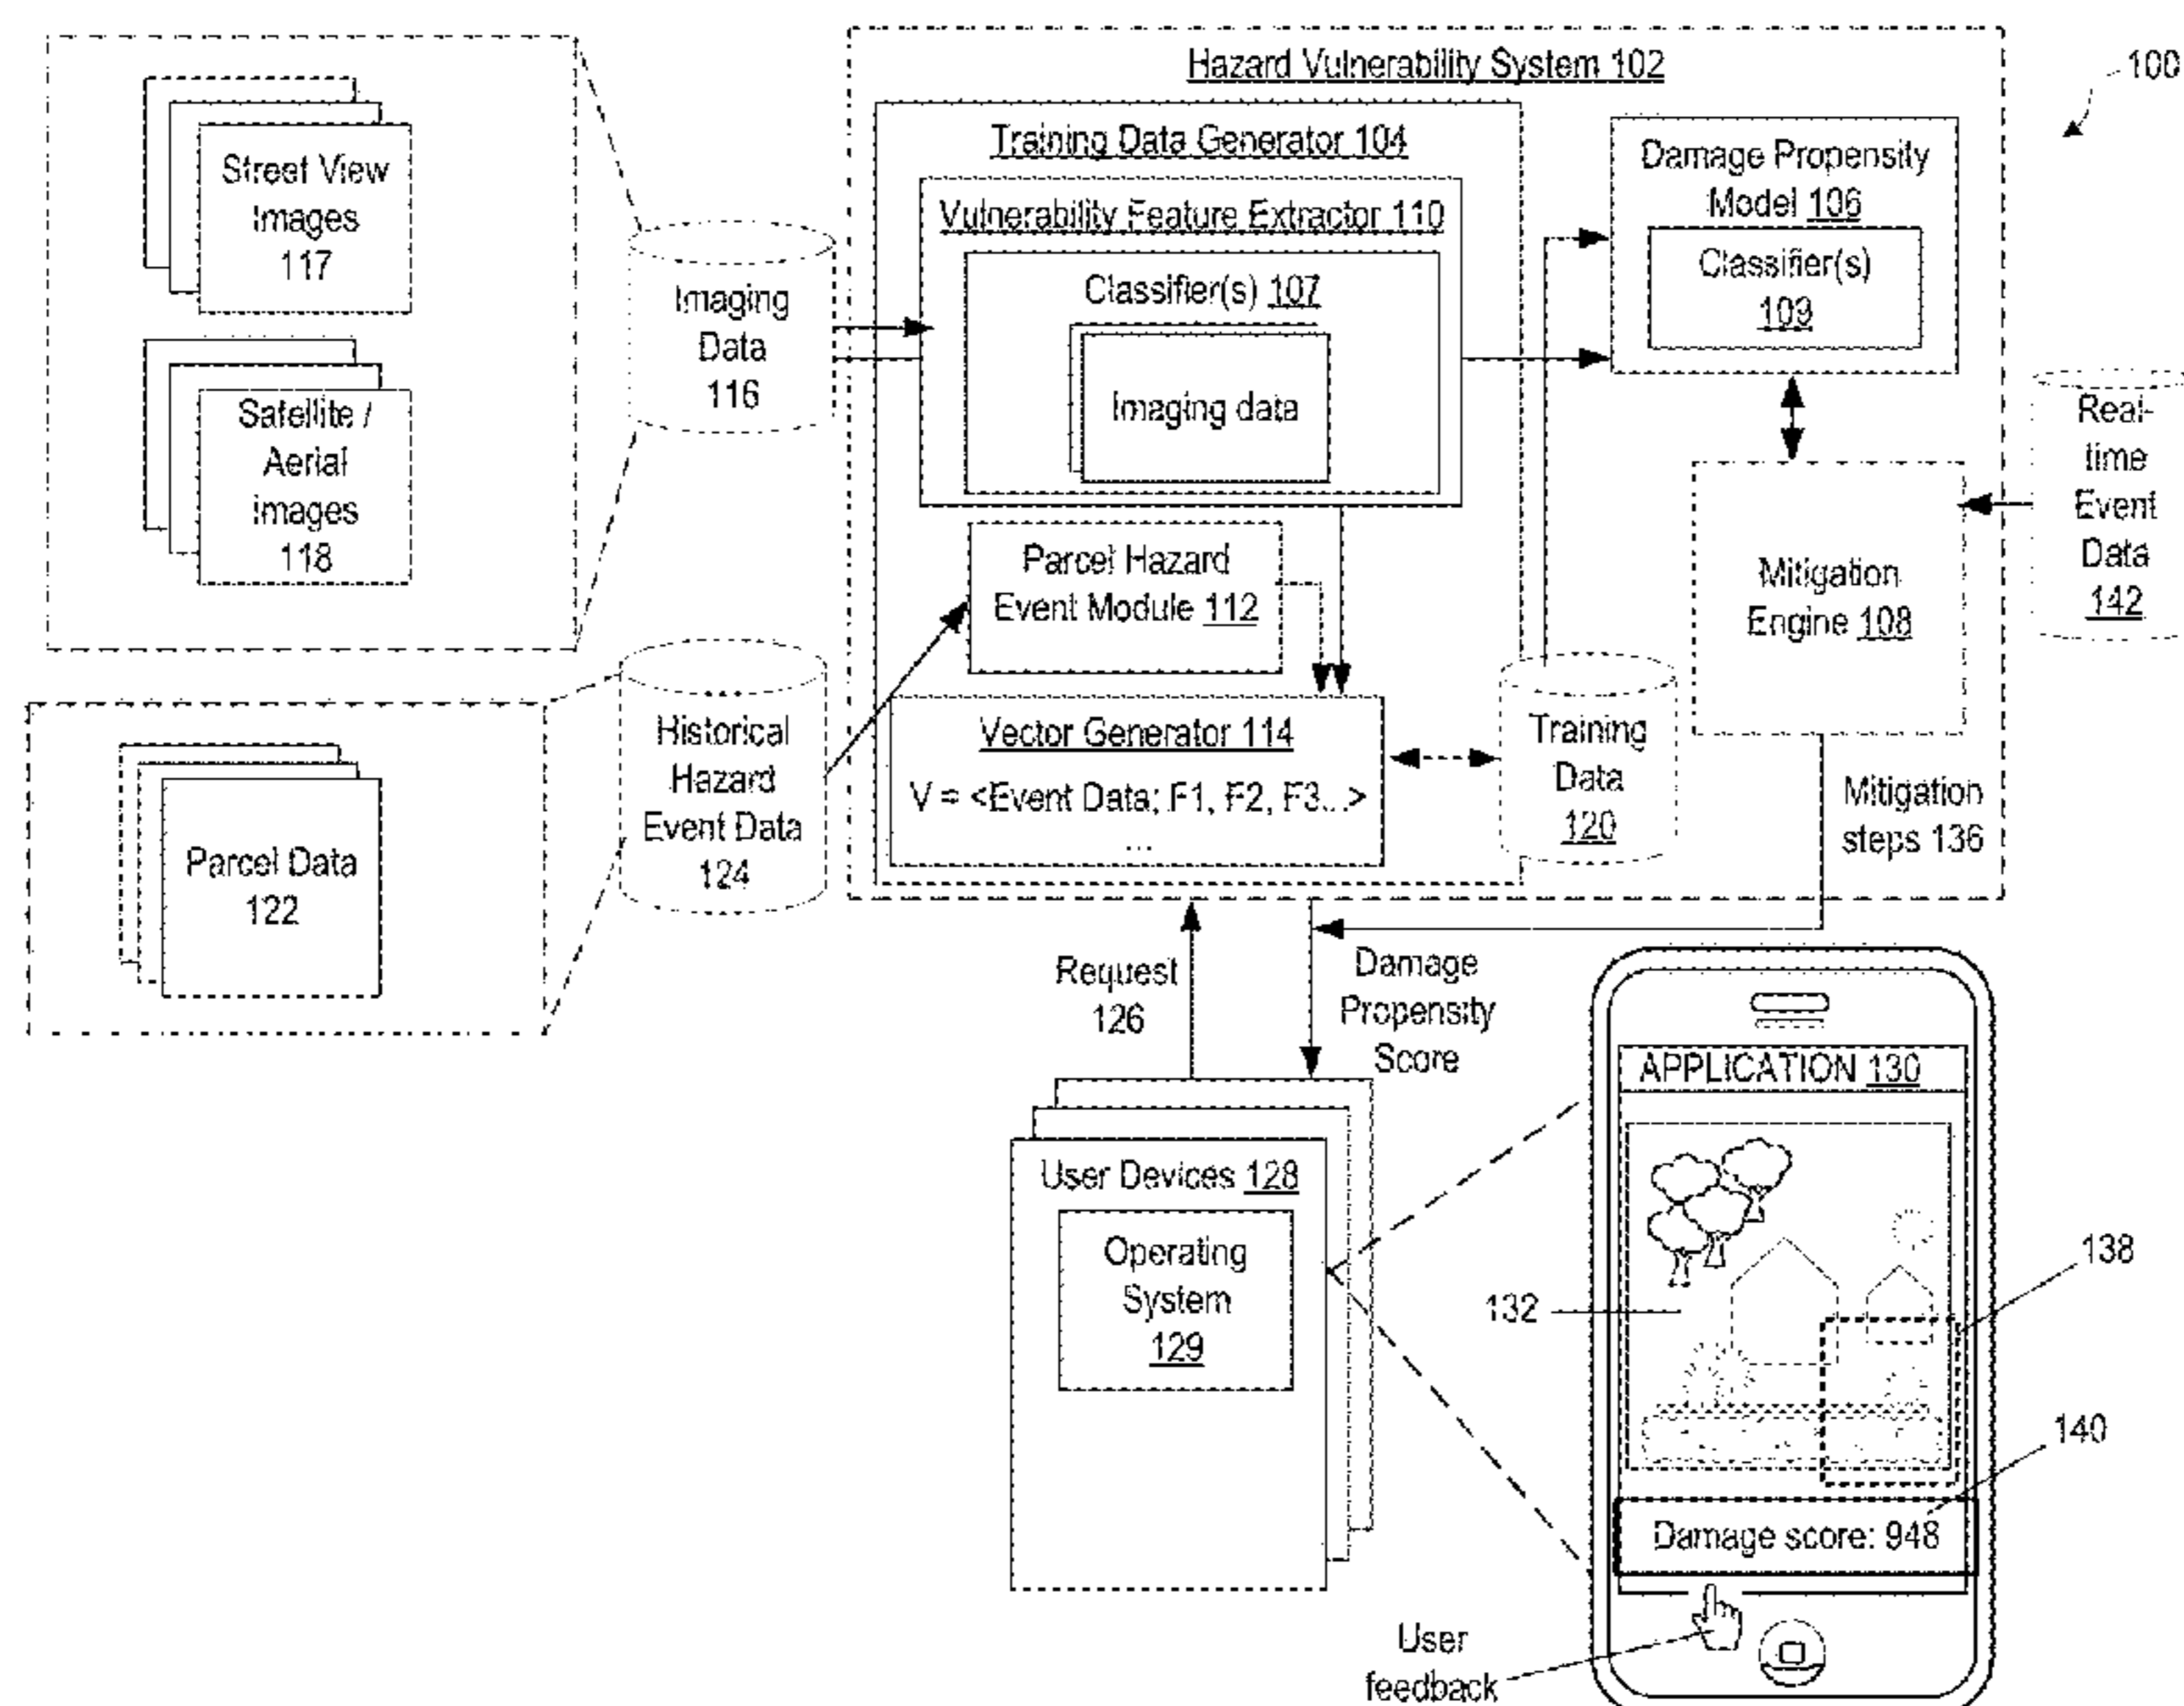 Hazard Vulnerability System 102
100
Training Data Generator 104
Street View
Images
117
Damage Propensity
Model 106
Vulnerability Feature Extractor 110
Classifier(s)
109
Imaging
Data
116
Classifier(s) 107
Imaging data
Satellite /
Aerial
images
118
Real-
time
Event
Data
142
Parcel Hazard
Event Module 112
Mitigation
Engine 108
Historical
Hazard
Event Data
124
Vector Generator 114
V = <Event Data; F1, F2, F3...>
...
Training
Data
120
Mitigation
steps 136
Parcel Data
122
Request
126
Damage
Propensity
Score
APPLICATION 130
User Devices 128
Operating
System
129
132
138
140
Damage score: 948
User
feedback